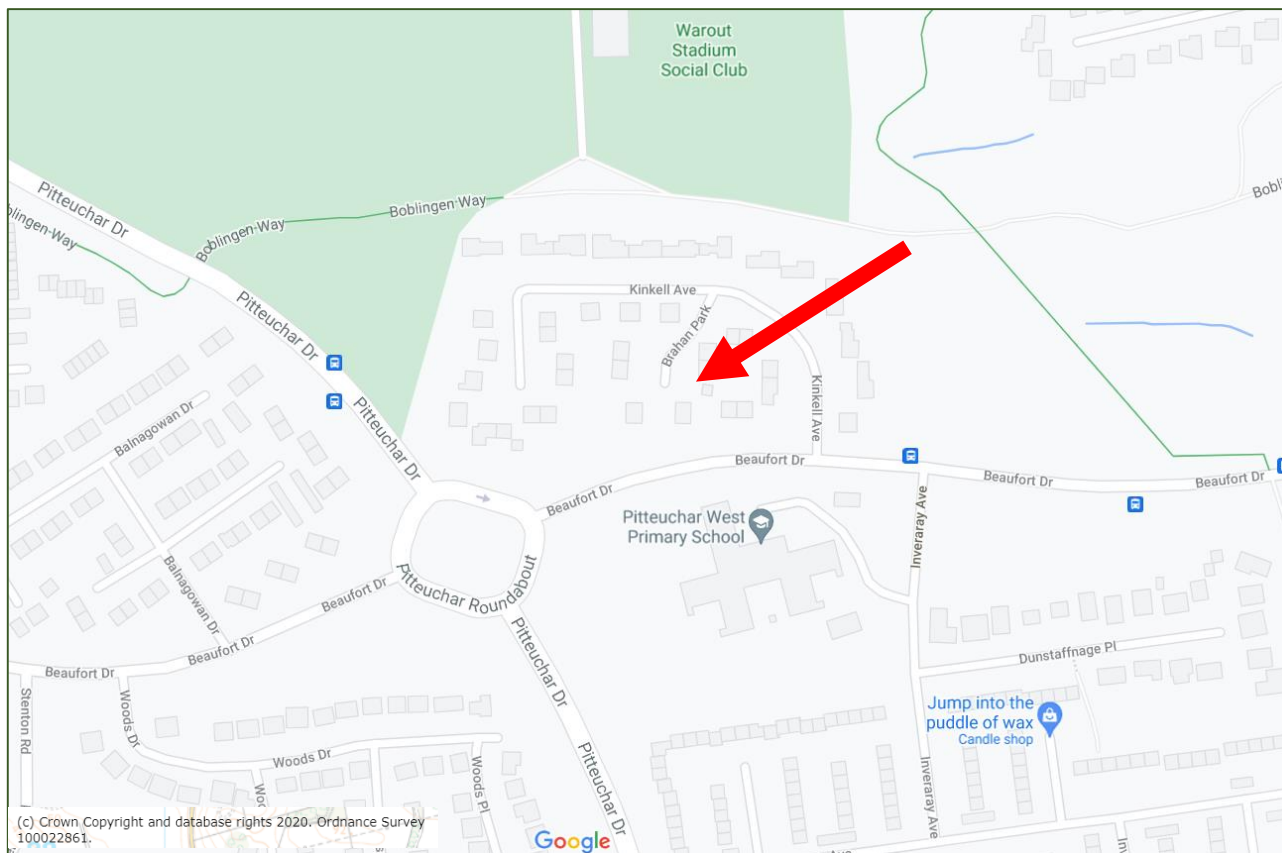 Warout
Stadium
Social Club
Pitteuchar Dr
Boblingen-Way
Boblingen-Way
Boblingen-Way
Kinkell Ave
Brahan Park
Pitteuchar Dr
Kinkell Ave
Pitteuchar Dr
Balnagowan Dr
Beaufort Dr
Beaufort Dr
Beaufort Dr
Beaufort Dr
Pitteuchar West
Primary School
Inveraray Ave
Pitteuchar Roundabout
Balnagowan Dr
Beaufort Dr
Beaufort Dr
Beaufort Dr
Dunstaffnage Pl
Pitteuchar Dr
Stenton Rd
Woods Dr
Jump into the
puddle of wax
Candle shop
Woods Dr
Woods Pl
Pitteuchar Dr
Inveraray Ave
(c) Crown Copyright and database rights 2020. Ordnance Survey
100022861.
Google